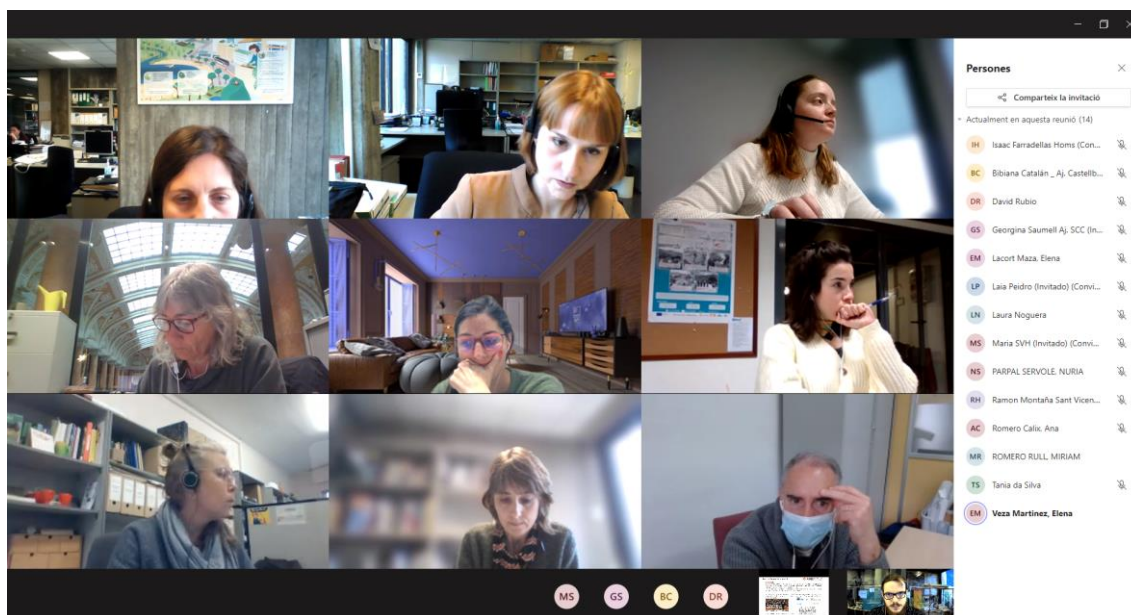 Persones
Comparteix la invitació
Actualment en aquesta reunió (14)
IH Isaac Farradellas Homs (Con...
BC Bibiana Catalán _ Aj. Castellb...
DR David Rubio
GS Georgina Saumell Aj. SCC (In...
EM Lacort Maza, Elena
LP Laia Peidro (Invitado) (Convi...
LN Laura Noguera
MS Maria SVH (Invitado) (Convi...
NS PARPAL SERVOLE, NURIA
RH Ramon Montaña Sant Vicen...
AC Romero Calix, Ana
MR ROMERO RULL, MIRIAM
TS Tania da Silva
EM Veza Martinez, Elena
MS GS BC DR